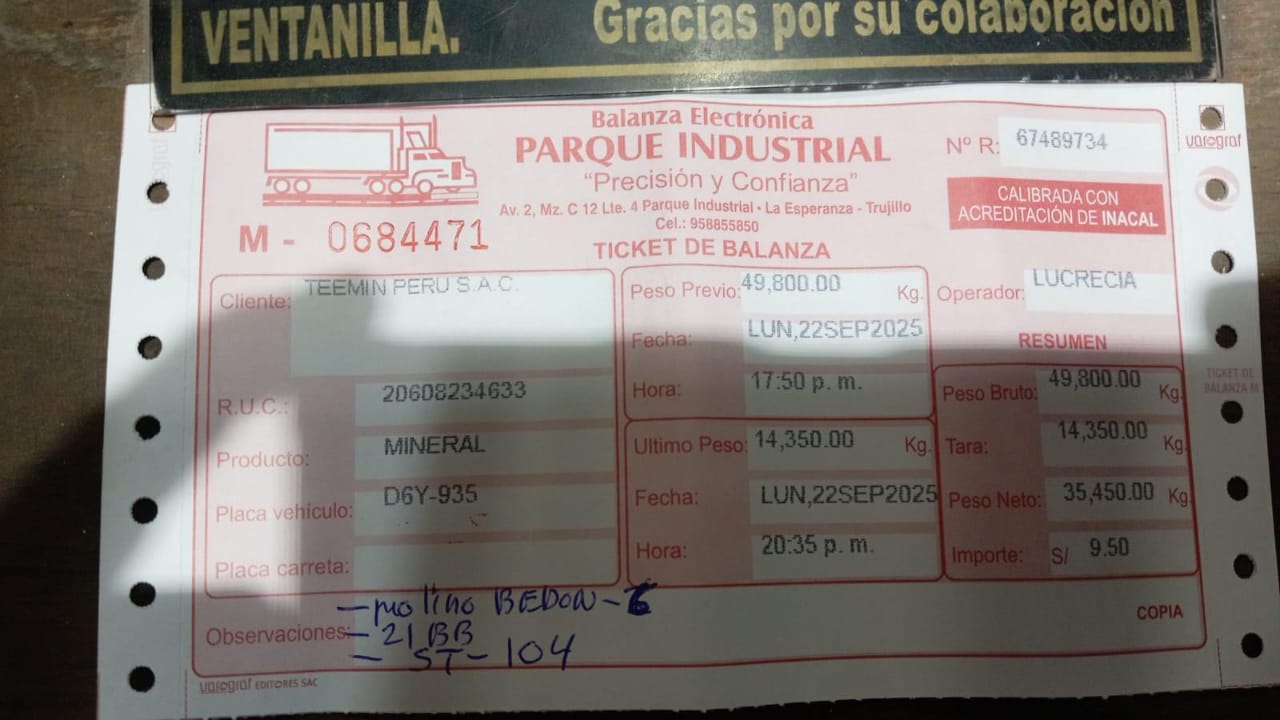 VENTANILLA. Gracias por su colaboración
Balanza Electrónica
PARQUE INDUSTRIAL
"Precisión y Confianza"
Av. 2, Mz. C 12 Lte. 4 Parque Industrial • La Esperanza - Trujillo
Cel.: 958855850
M - 0684471
TICKET DE BALANZA
Nº R: 67489734
CALIBRADA CON
ACREDITACIÓN DE INACAL
varograf
Cliente: TEEMIN PERU S.A.C.
R.U.C.: 20608234633
Producto: MINERAL
Placa vehículo: D6Y-935
Placa carreta:
Peso Previo: 49,800.00 Kg.
Fecha: LUN,22SEP2025
Hora: 17:50 p. m.
Ultimo Peso: 14,350.00 Kg.
Fecha: LUN,22SEP2025
Hora: 20:35 p. m.
Operador: LUCRECIA
RESUMEN
Peso Bruto: 49,800.00 Kg.
Tara: 14,350.00 Kg.
Peso Neto: 35,450.00 Kg.
Importe: S/ 9.50
TICKET DE
Observaciones: - molino BEDON -
- 21 BB
- ST - 104
COPIA
varograf EDITORES SAC